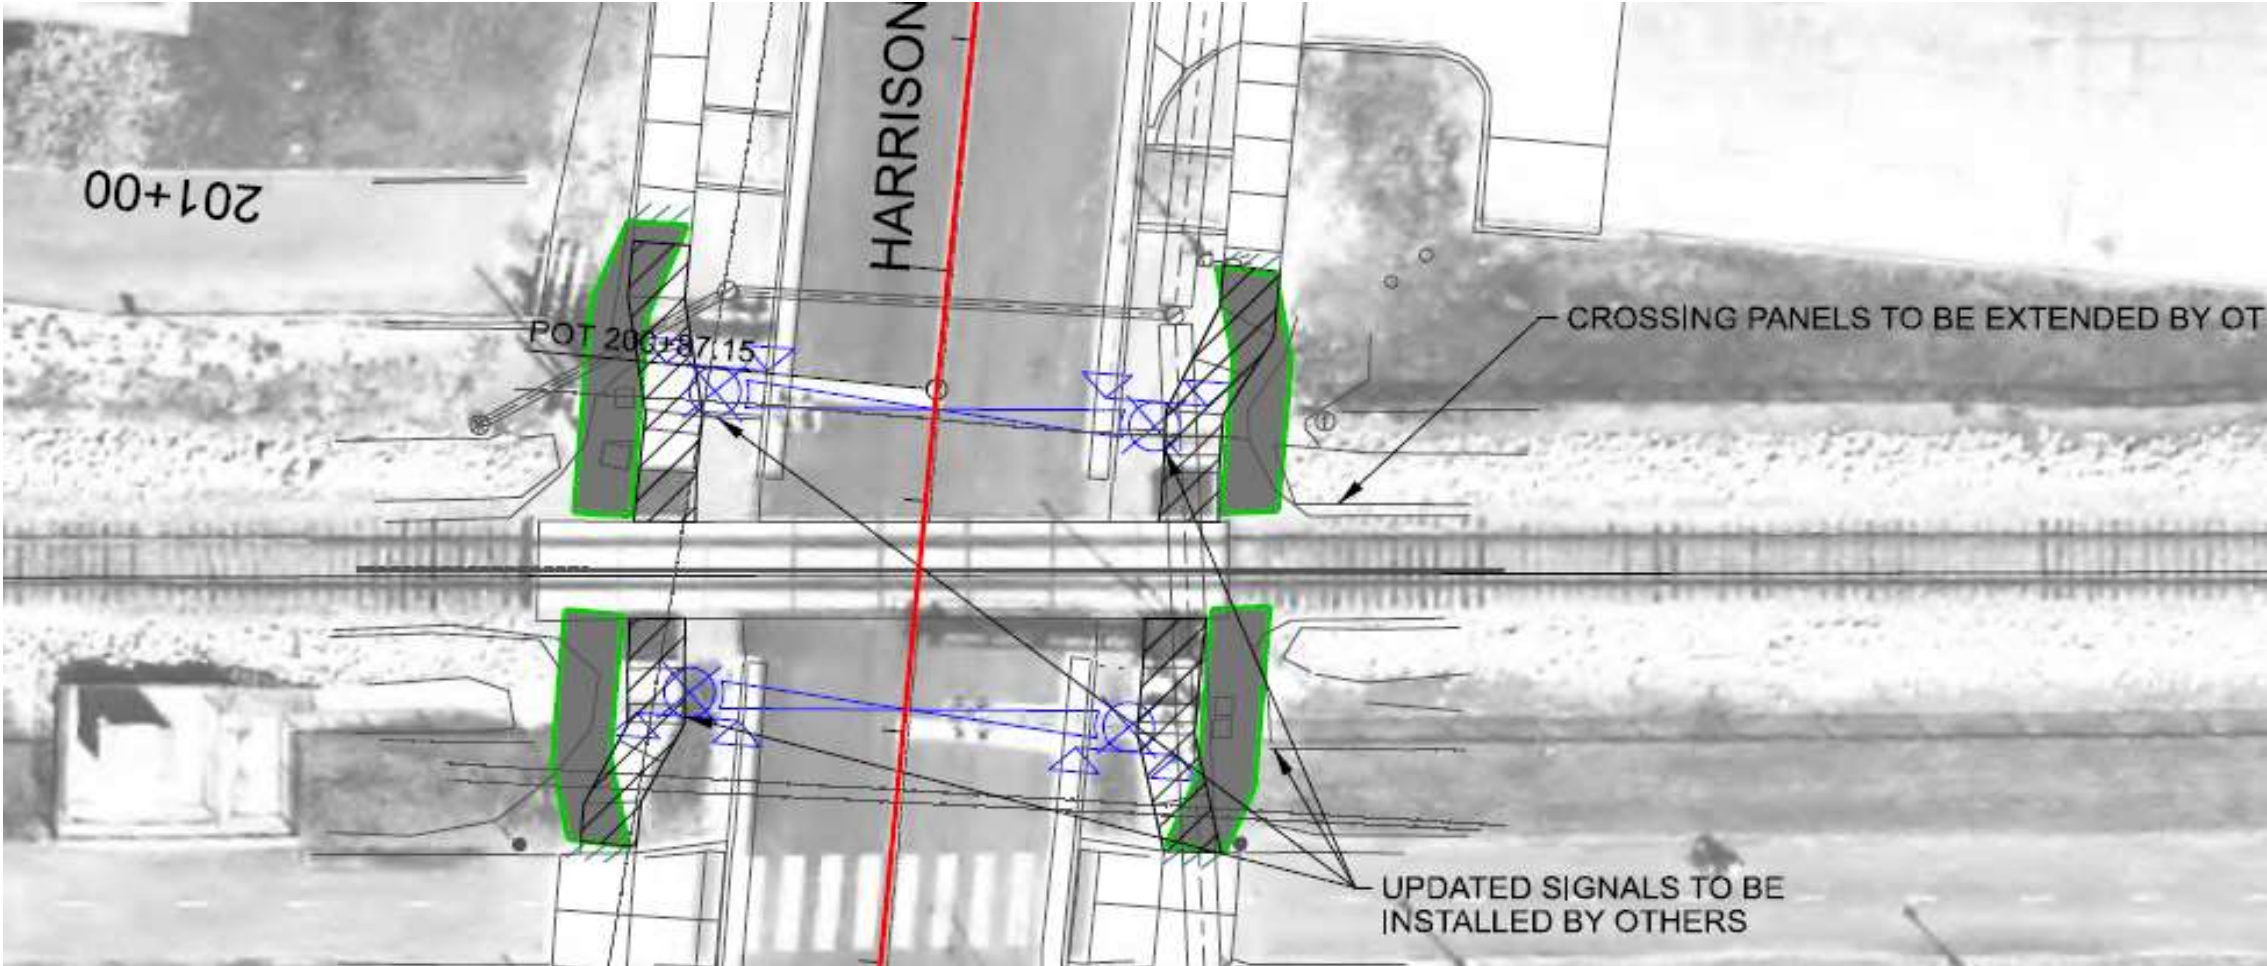 HARRISON
201+00
POT 200+87.15
CROSSING PANELS TO BE EXTENDED BY OT
UPDATED SIGNALS TO BE
INSTALLED BY OTHERS